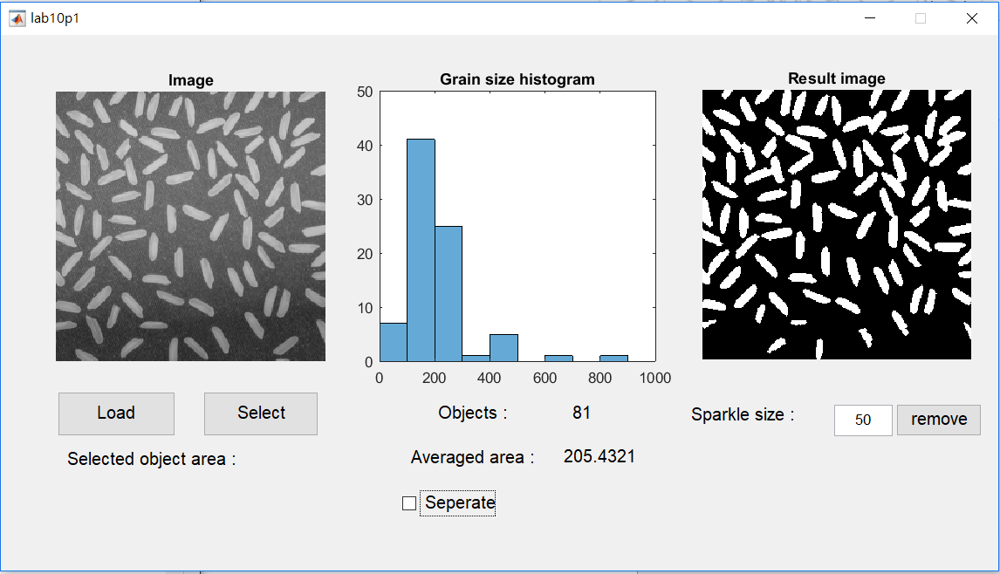 lab10p1
Image
Grain size histogram
Result image
50
40
30
20
10
0
0 200 400 600 800 1000
Load
Select
Objects : 81
Sparkle size : 50 remove
Selected object area :
Averaged area : 205.4321
Seperate